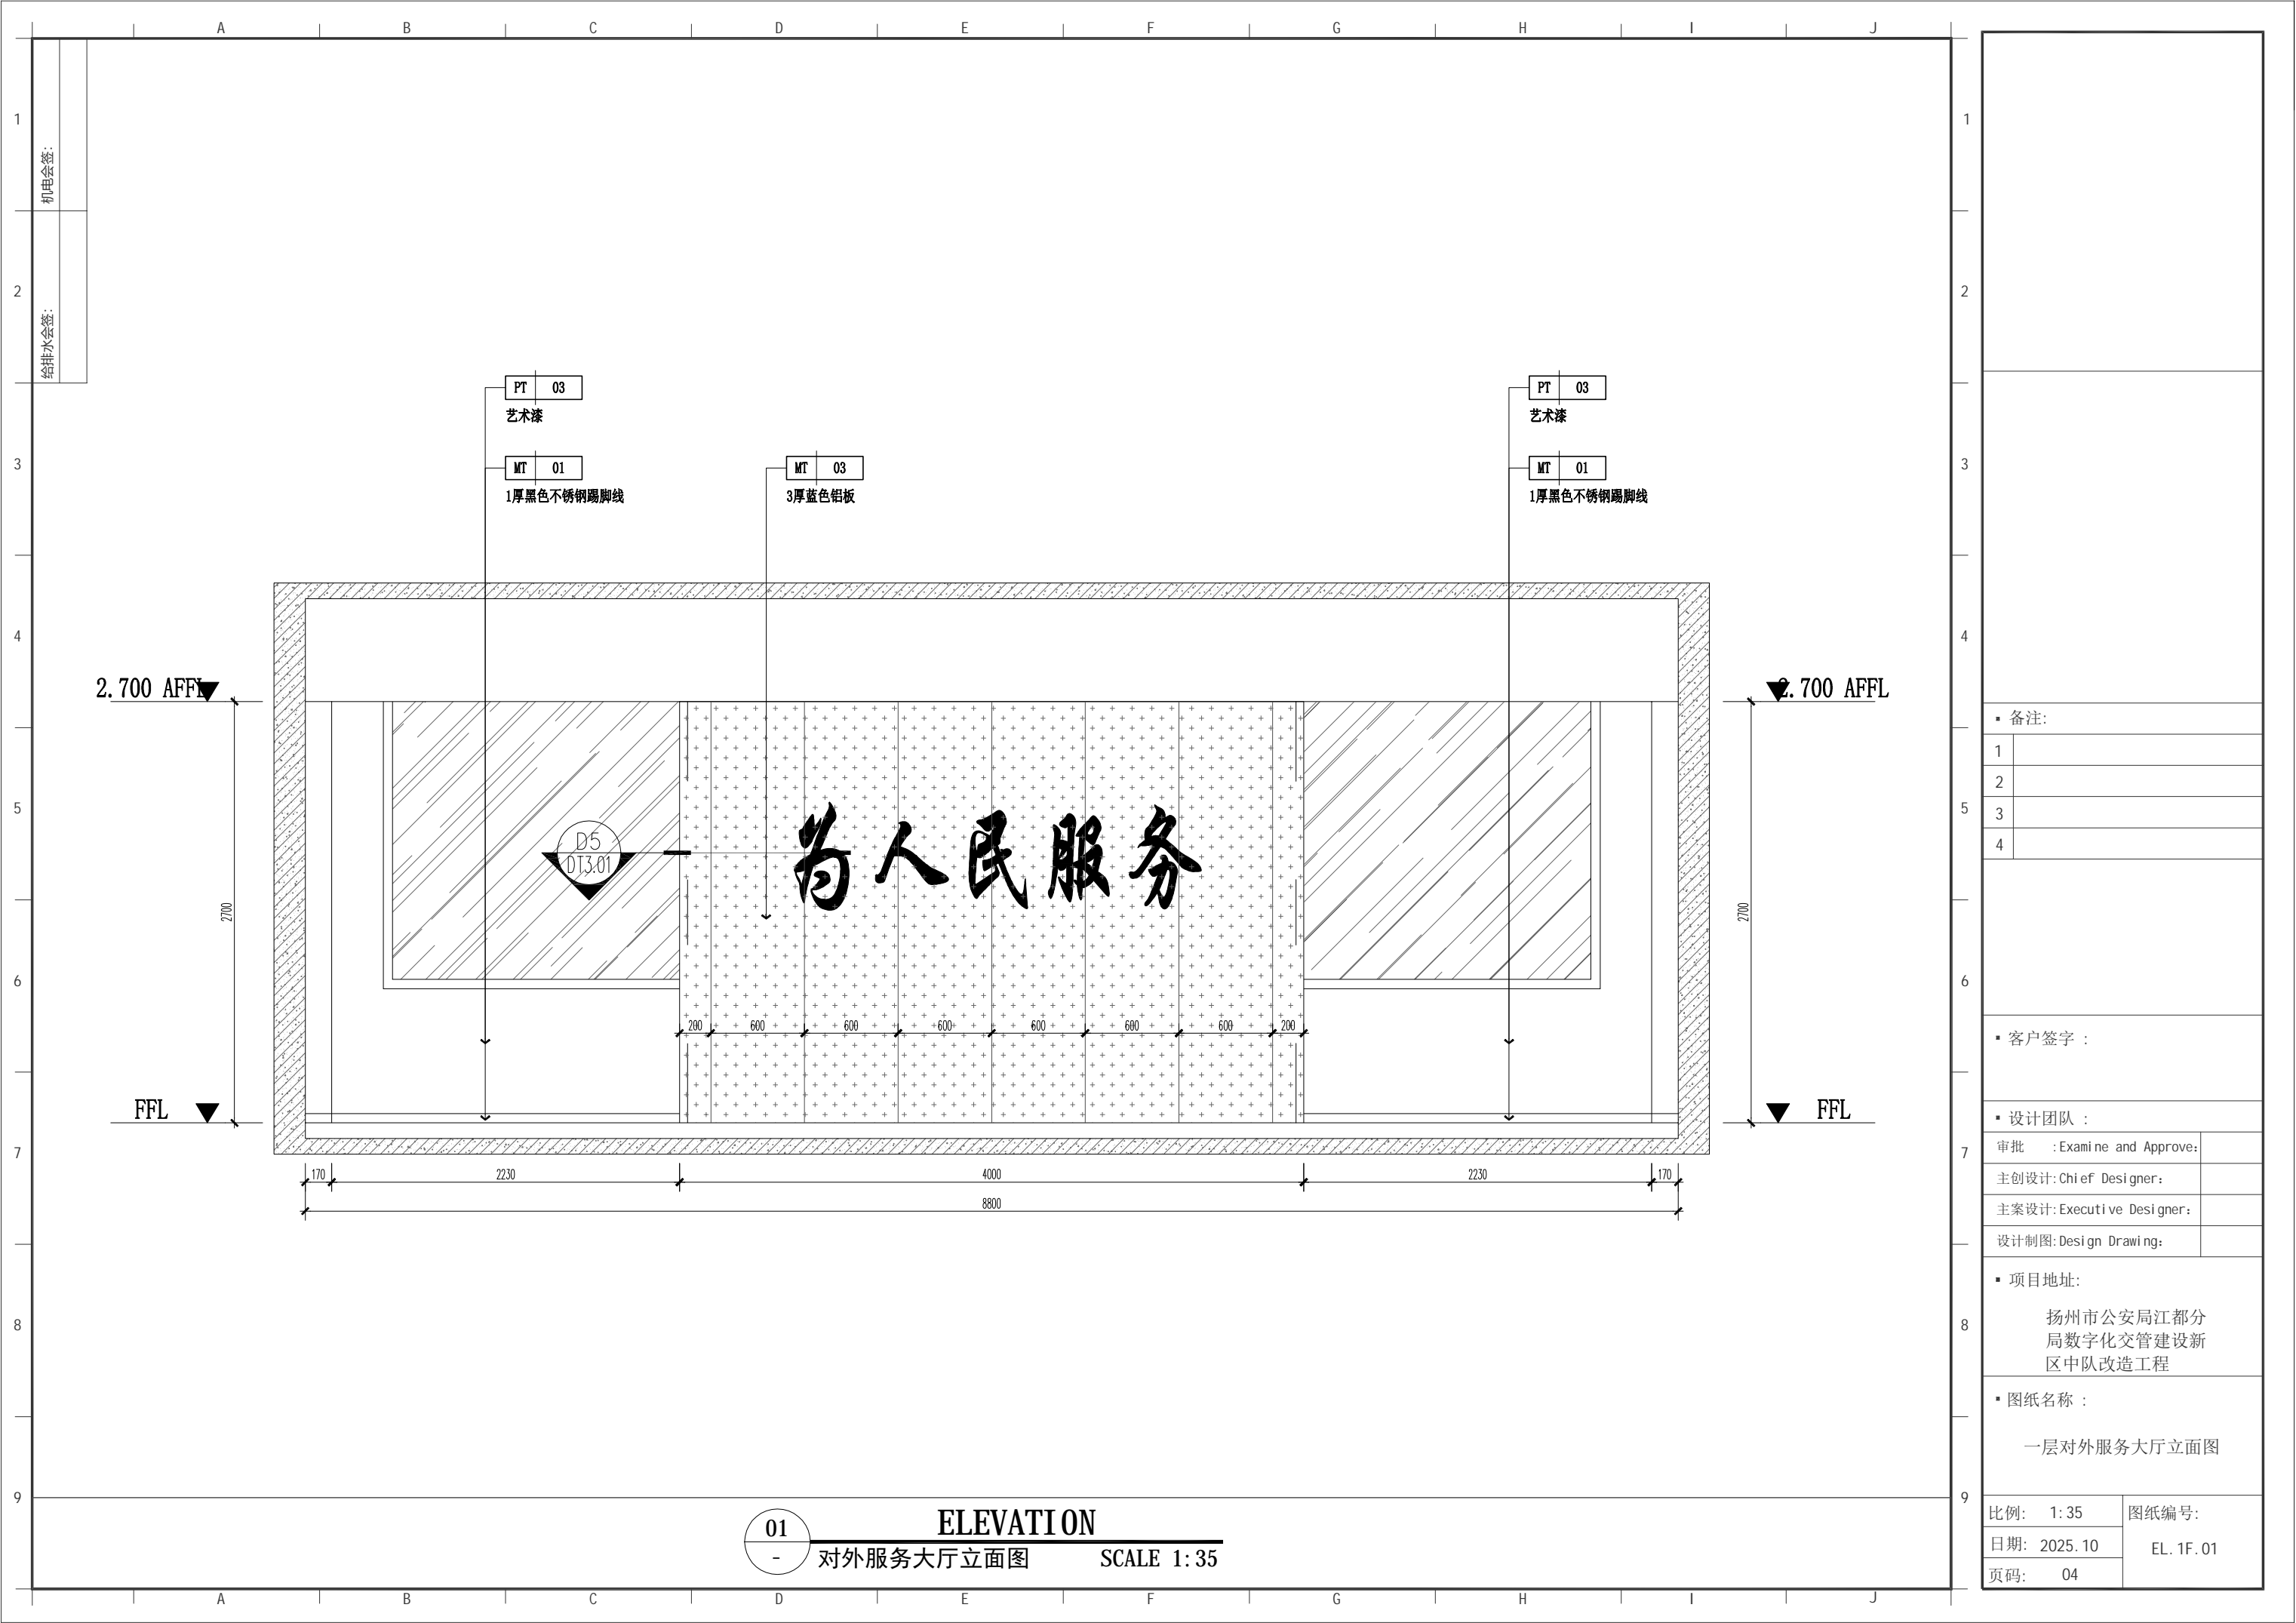 A B C D E F G H I J
1
2
3
4
5
6
7
8
9
机电会签:
给排水会签:
PT 03
艺术漆
MT 01
1厚黑色不锈钢踢脚线
MT 03
3厚蓝色铝板
PT 03
艺术漆
MT 01
1厚黑色不锈钢踢脚线
2.700 AFFL
2.700 AFFL
D5
DT3.01
为人民服务
2700
2700
200 600 600 600 600 600 600 200
FFL
FFL
170 2230 4000 2230 170
8800
01
-
ELEVATION
对外服务大厅立面图 SCALE 1:35
A B C D E F G H I J
1
2
3
4
5
6
7
8
9
▪ 备注:
1
2
3
4
▪ 客户签字 :
▪ 设计团队 :
审批 :Examine and Approve:
主创设计:Chief Designer:
主案设计:Executive Designer:
设计制图:Design Drawing:
▪ 项目地址:
扬州市公安局江都分
局数字化交管建设新
区中队改造工程
▪ 图纸名称 :
一层对外服务大厅立面图
比例: 1:35
图纸编号:
日期: 2025.10
EL.1F.01
页码: 04